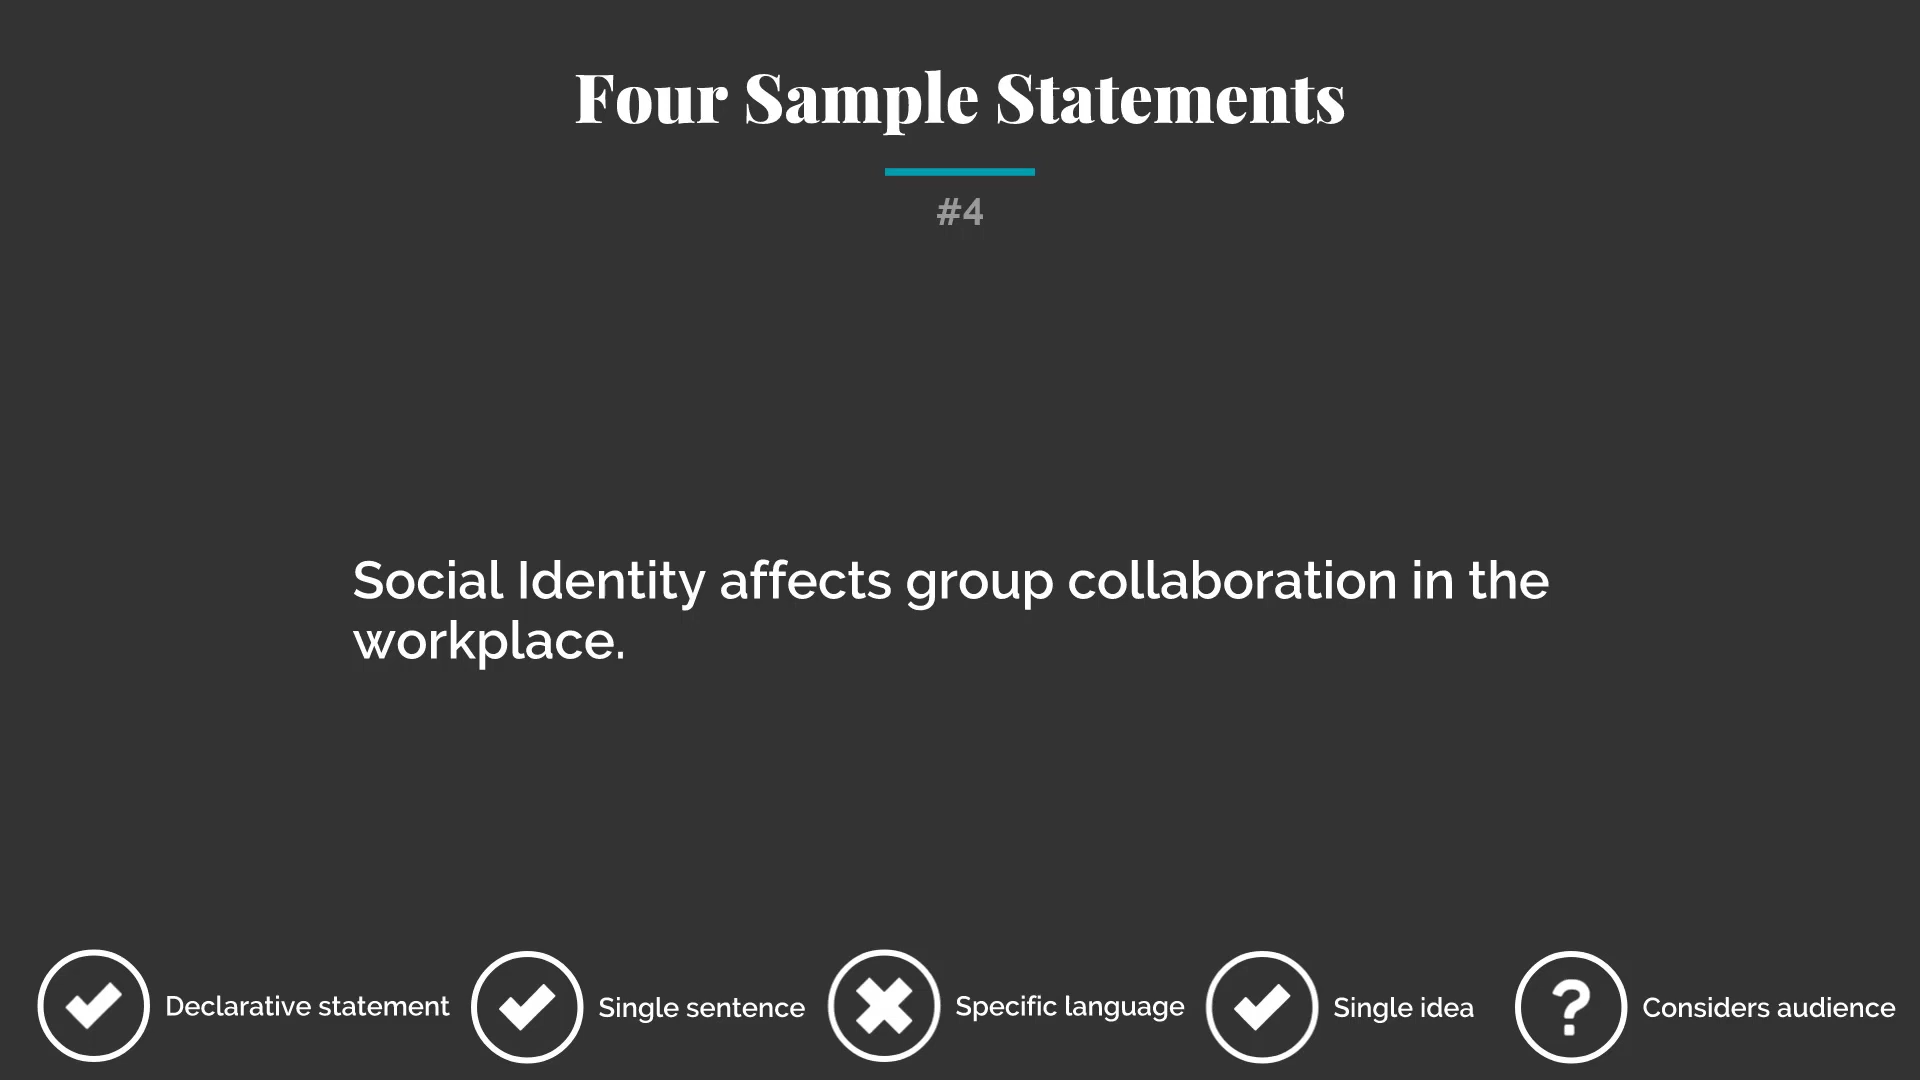 Four Sample Statements
#4
Social Identity affects group collaboration in the
workplace.
Declarative statement
Single sentence
Specific language
Single idea
? Considers audience